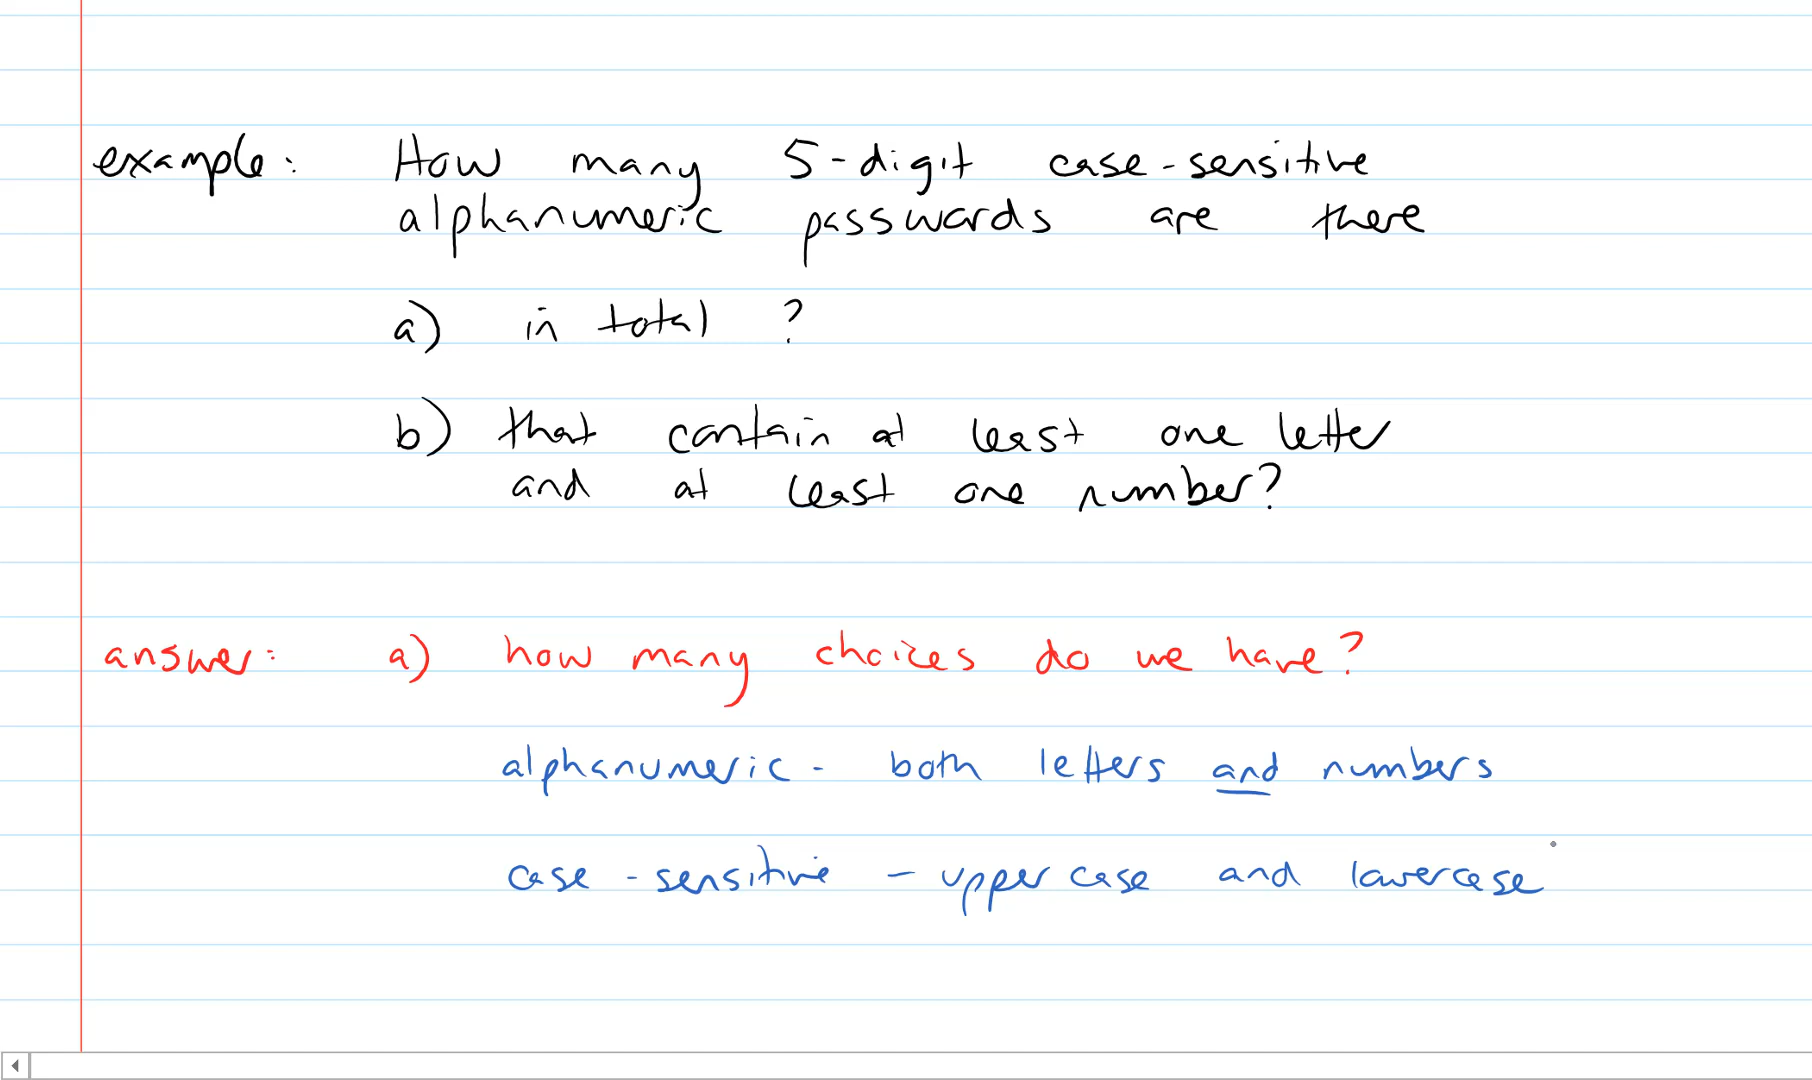 example: How many 5-digit case-sensitive
alphanumeric passwords are there
a) in total ?
b) that contain at least one letter
and at least one number?
answer: a) how many choices do we have?
alphanumeric - both letters and numbers
case-sensitive - uppercase and lowercase